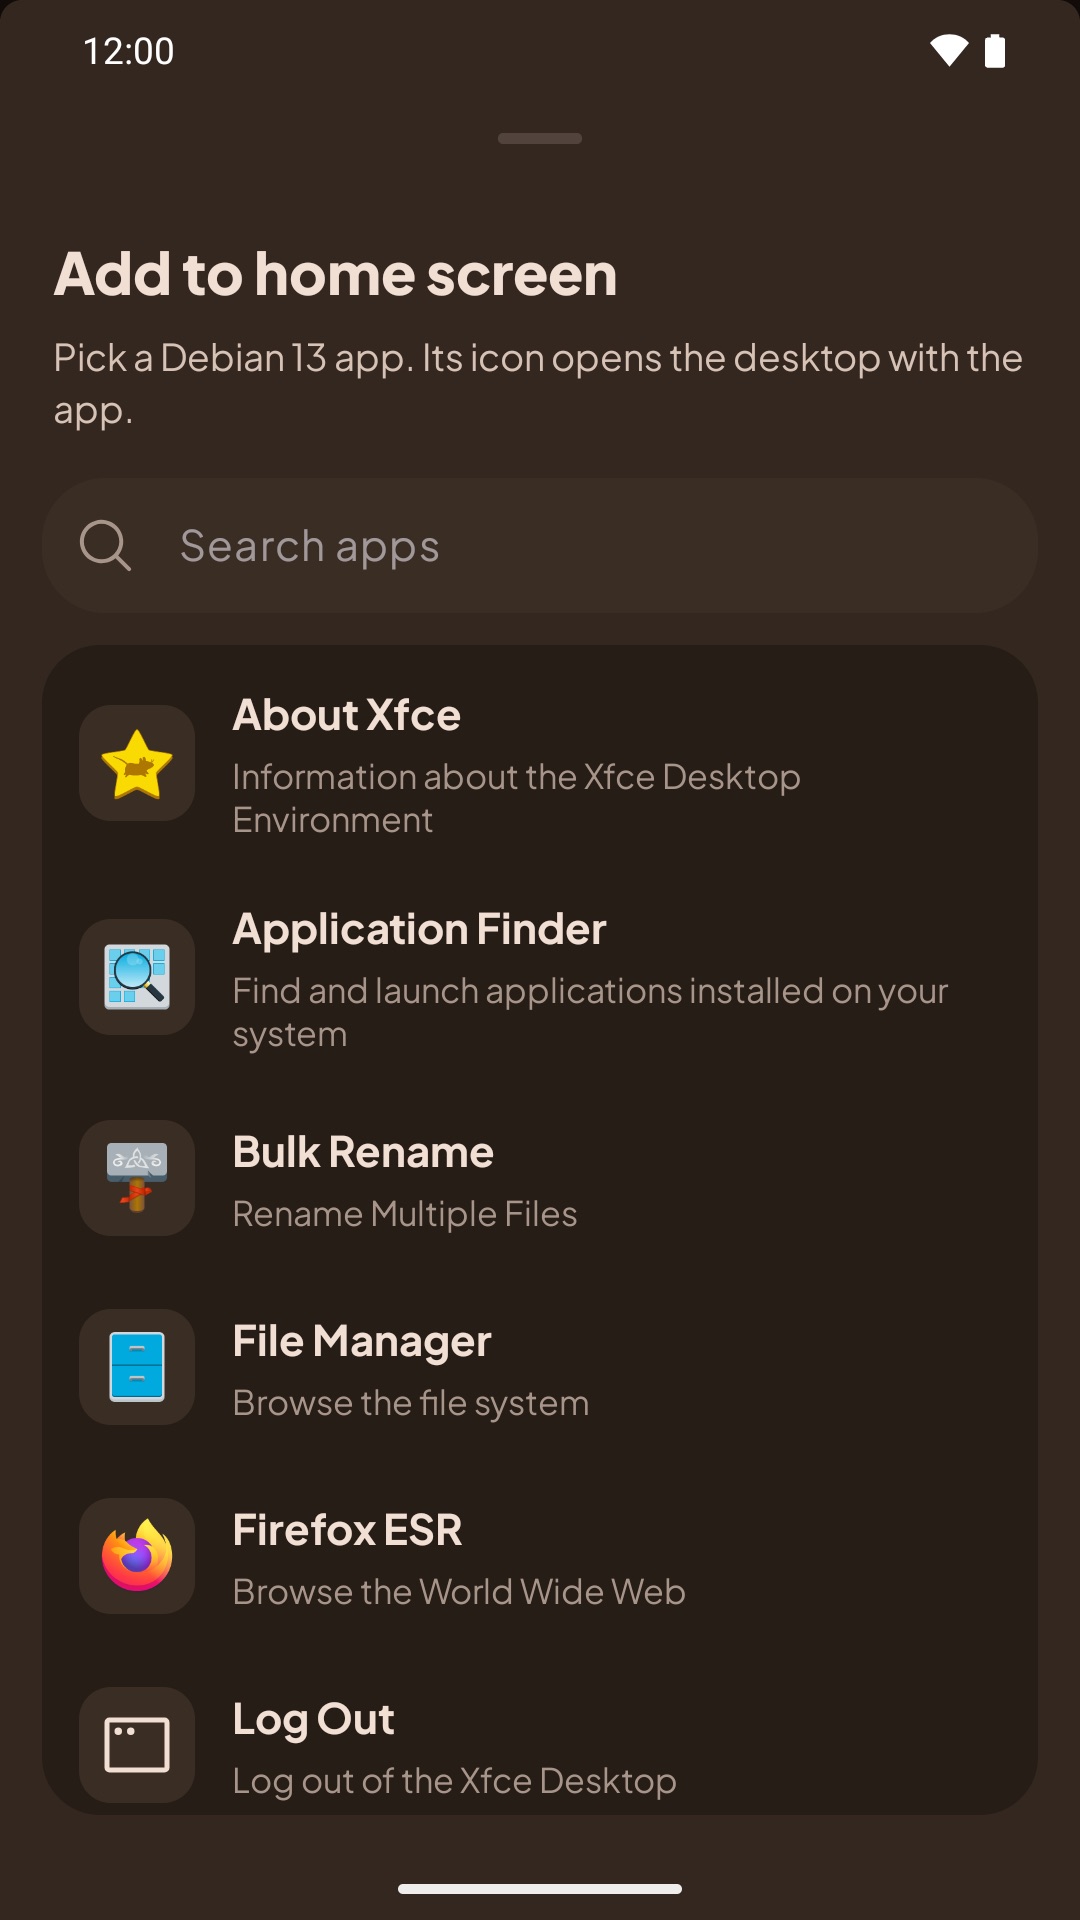 12:00
Add to home screen
Pick a Debian 13 app. Its icon opens the desktop with the
app.
Search apps
About Xfce
Information about the Xfce Desktop
Environment
Application Finder
Find and launch applications installed on your
system
Bulk Rename
Rename Multiple Files
File Manager
Browse the file system
Firefox ESR
Browse the World Wide Web
Log Out
Log out of the Xfce Desktop